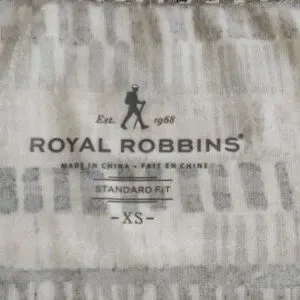 Est. 1968
ROYAL ROBBINS®
MADE IN CHINA • FAIT EN CHINE
STANDARD FIT
-XS-